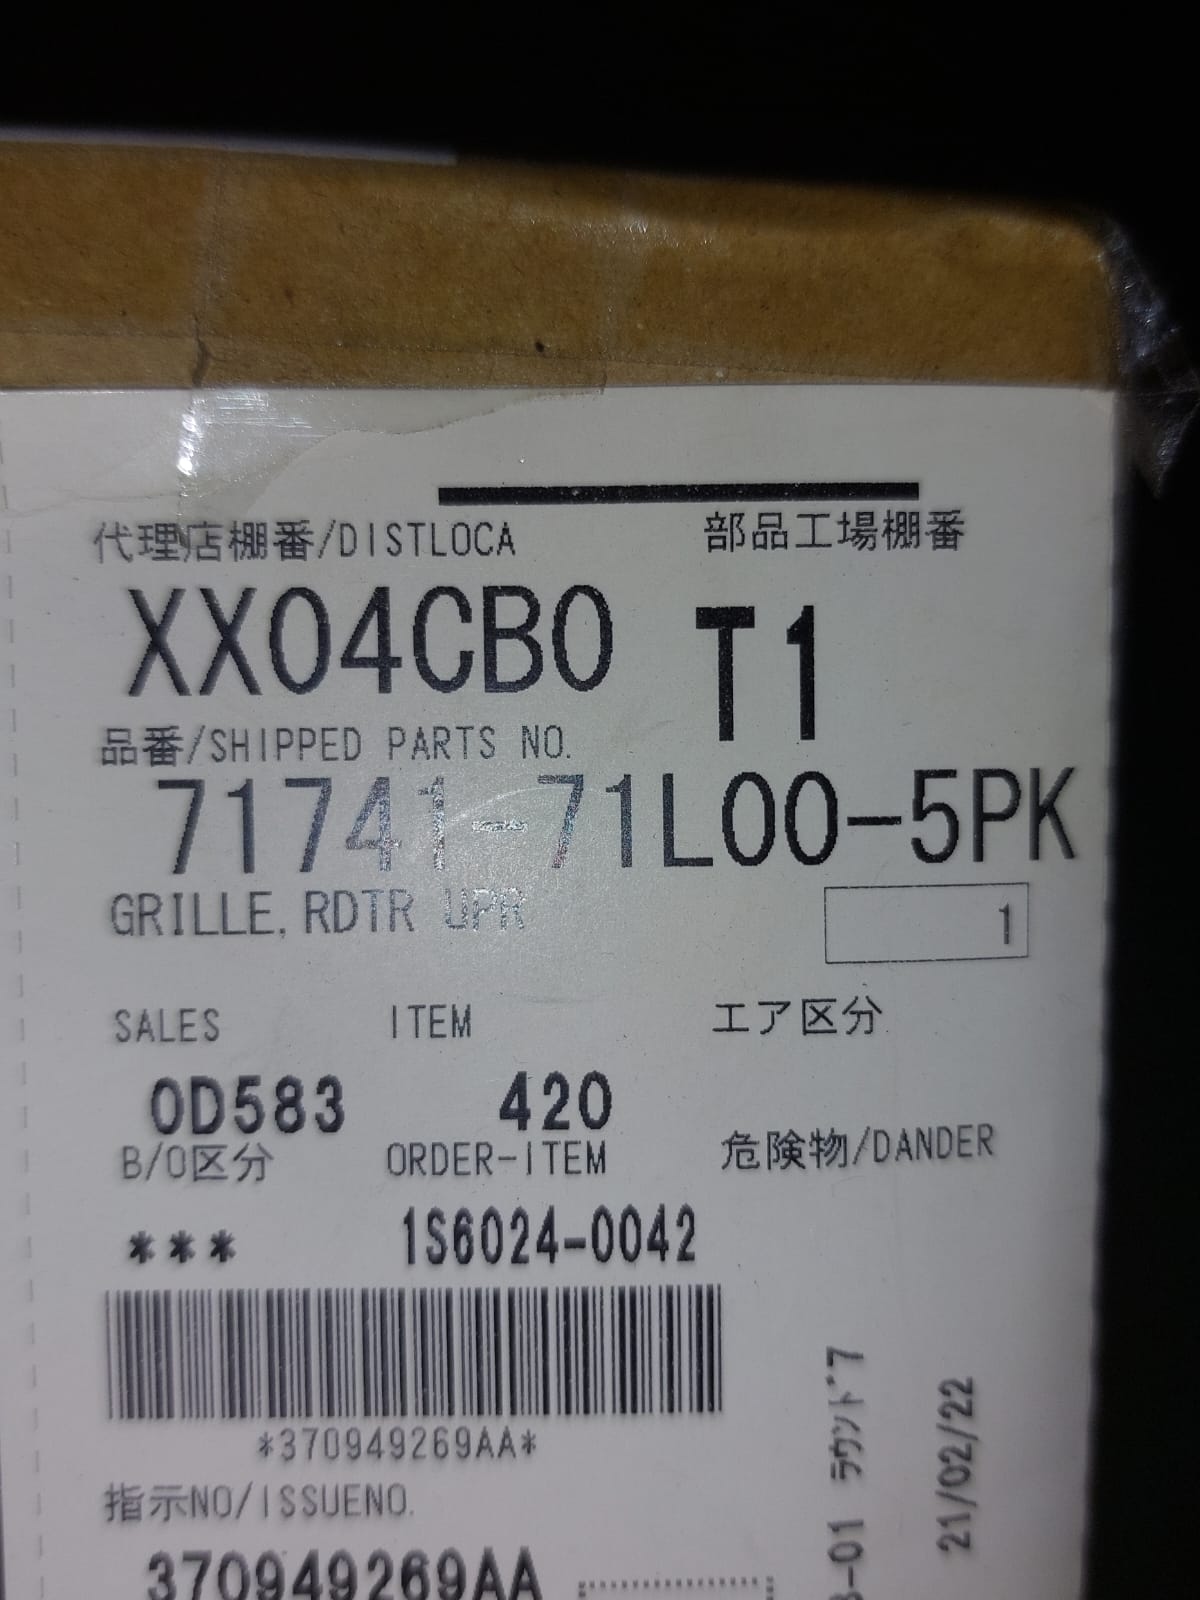 代理店棚番/DISTLOCA 部品工場棚番
XX04CB0 T1
品番/SHIPPED PARTS NO.
71741-71L00-5PK
GRILLE,RDTR UPR 1
SALES ITEM エア区分
0D583 420
B/O区分 ORDER-ITEM 危険物/DANDER
*** 1S6024-0042
*370949269AA*
指示NO/ISSUENO.
370949269AA
-01 ラウンド7
21/02/22